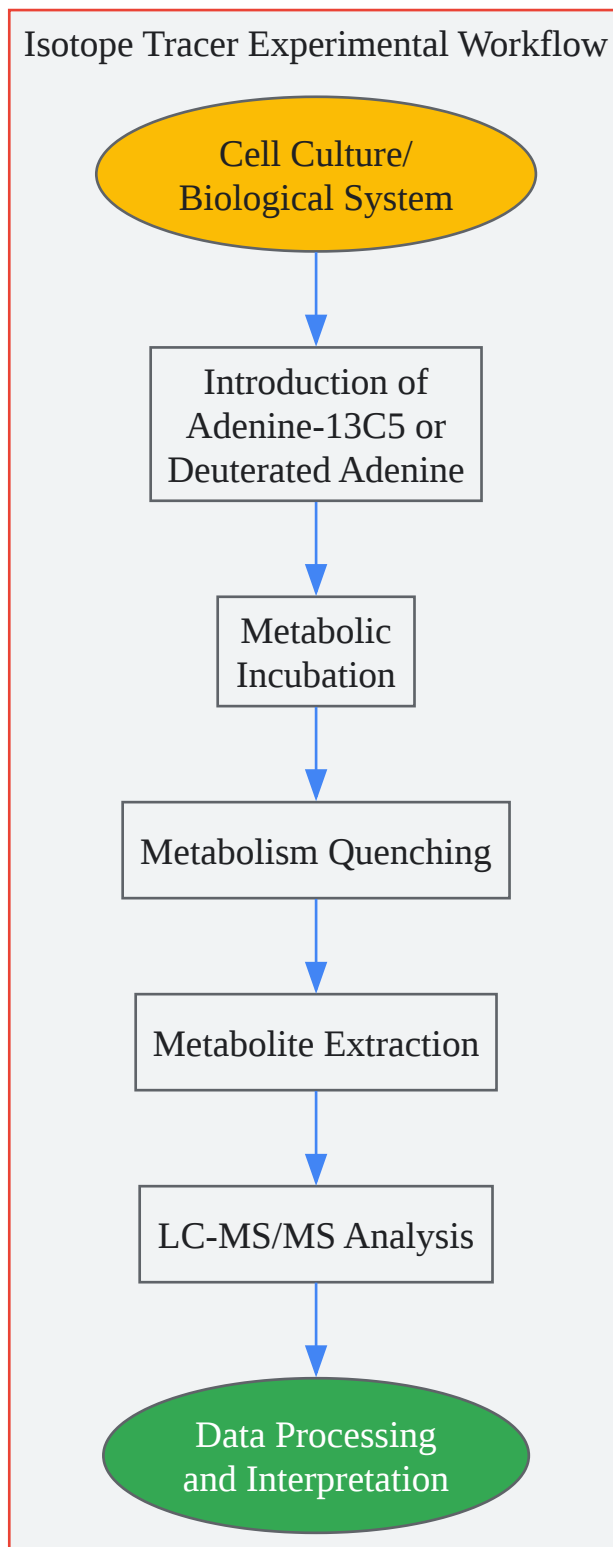 Isotope Tracer Experimental Workflow
Cell Culture/
Biological System
Introduction of
Adenine-13C5 or
Deuterated Adenine
Metabolic
Incubation
Metabolism Quenching
Metabolite Extraction
LC-MS/MS Analysis
Data Processing
and Interpretation